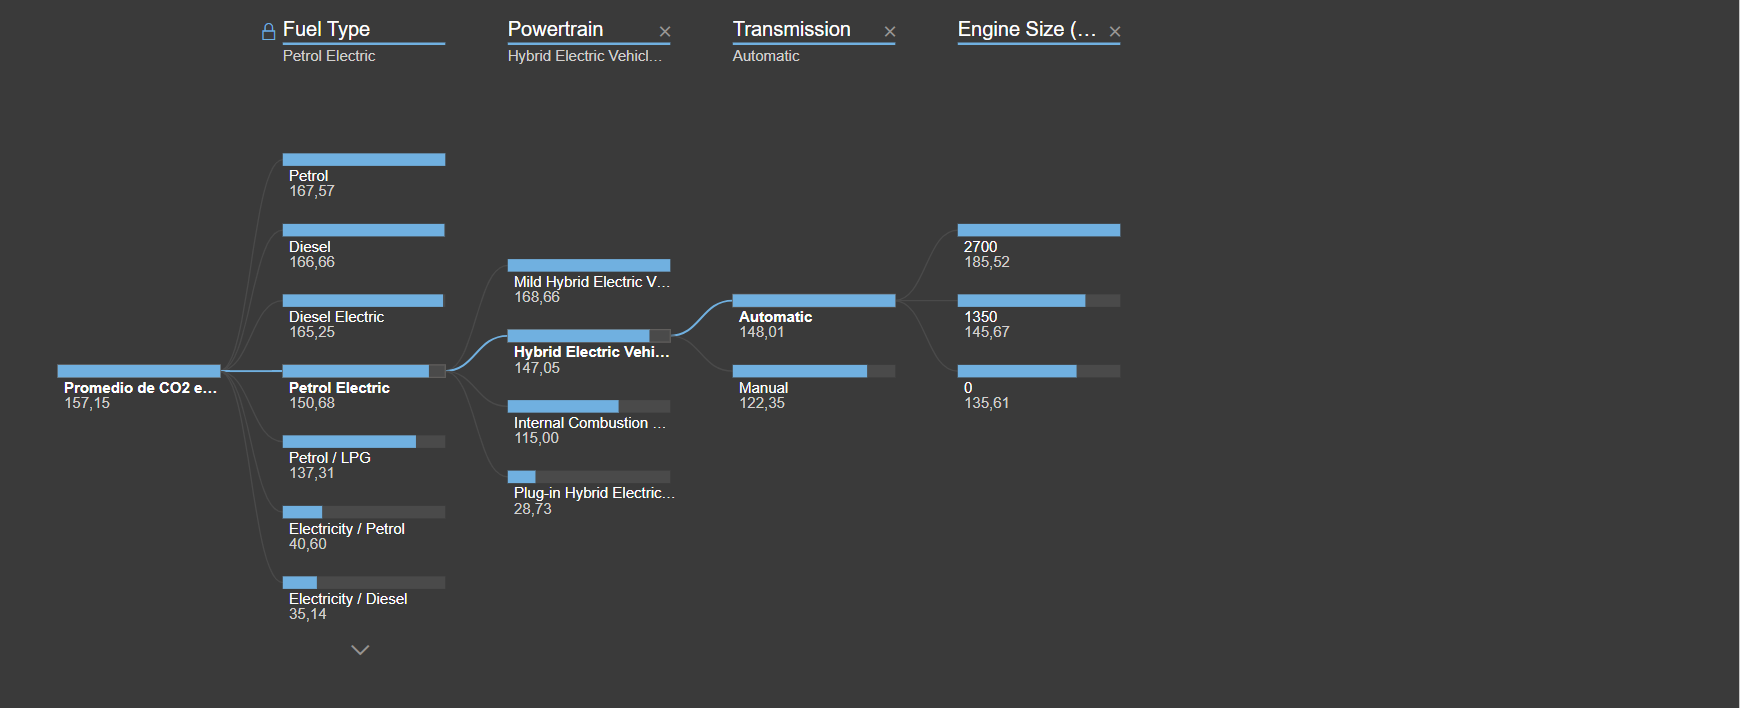 Fuel Type
Petrol Electric
Powertrain
Hybrid Electric Vehicl...
Transmission
Automatic
Engine Size (...
Promedio de CO2 e...
157,15
Petrol
167,57
Diesel
166,66
Diesel Electric
165,25
Petrol Electric
150,68
Petrol / LPG
137,31
Electricity / Petrol
40,60
Electricity / Diesel
35,14
Mild Hybrid Electric V...
168,66
Hybrid Electric Vehi...
147,05
Internal Combustion ...
115,00
Plug-in Hybrid Electric...
28,73
Automatic
148,01
Manual
122,35
2700
185,52
1350
145,67
0
135,61